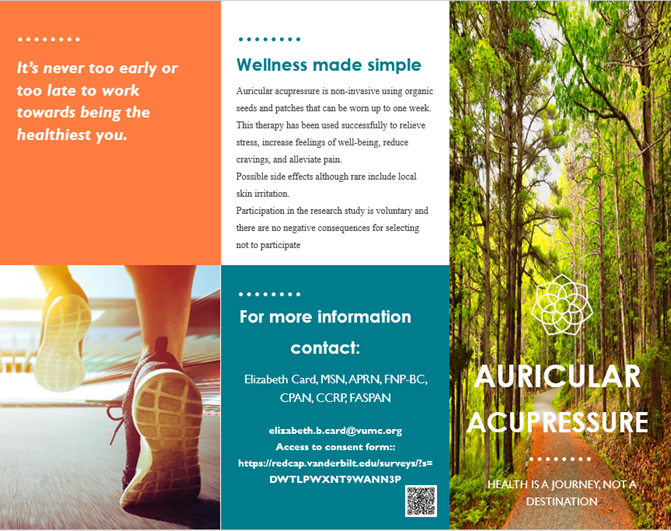 It's never too early or
too late to work
towards being the
healthiest you.
Wellness made simple
Auricular acupressure is non-invasive using organic
seeds and patches that can be worn up to one week.
This therapy has been used successfully to relieve
stress, increase feelings of well-being, reduce
cravings, and alleviate pain.
Possible side effects although rare include local
skin irritation.
Participation in the research study is voluntary and
there are no negative consequences for selecting
not to participate
For more information
contact:
Elizabeth Card, MSN, APRN, FNP-BC,
CPAN, CCRP, FASPAN
elizabeth.b.card@vumc.org
Access to consent form::
https://redcap.vanderbilt.edu/surveys/?s=
DWTLPWXNT9WANN3P
AURICULAR
ACUPRESSURE
HEALTH IS A JOURNEY, NOT A
DESTINATION